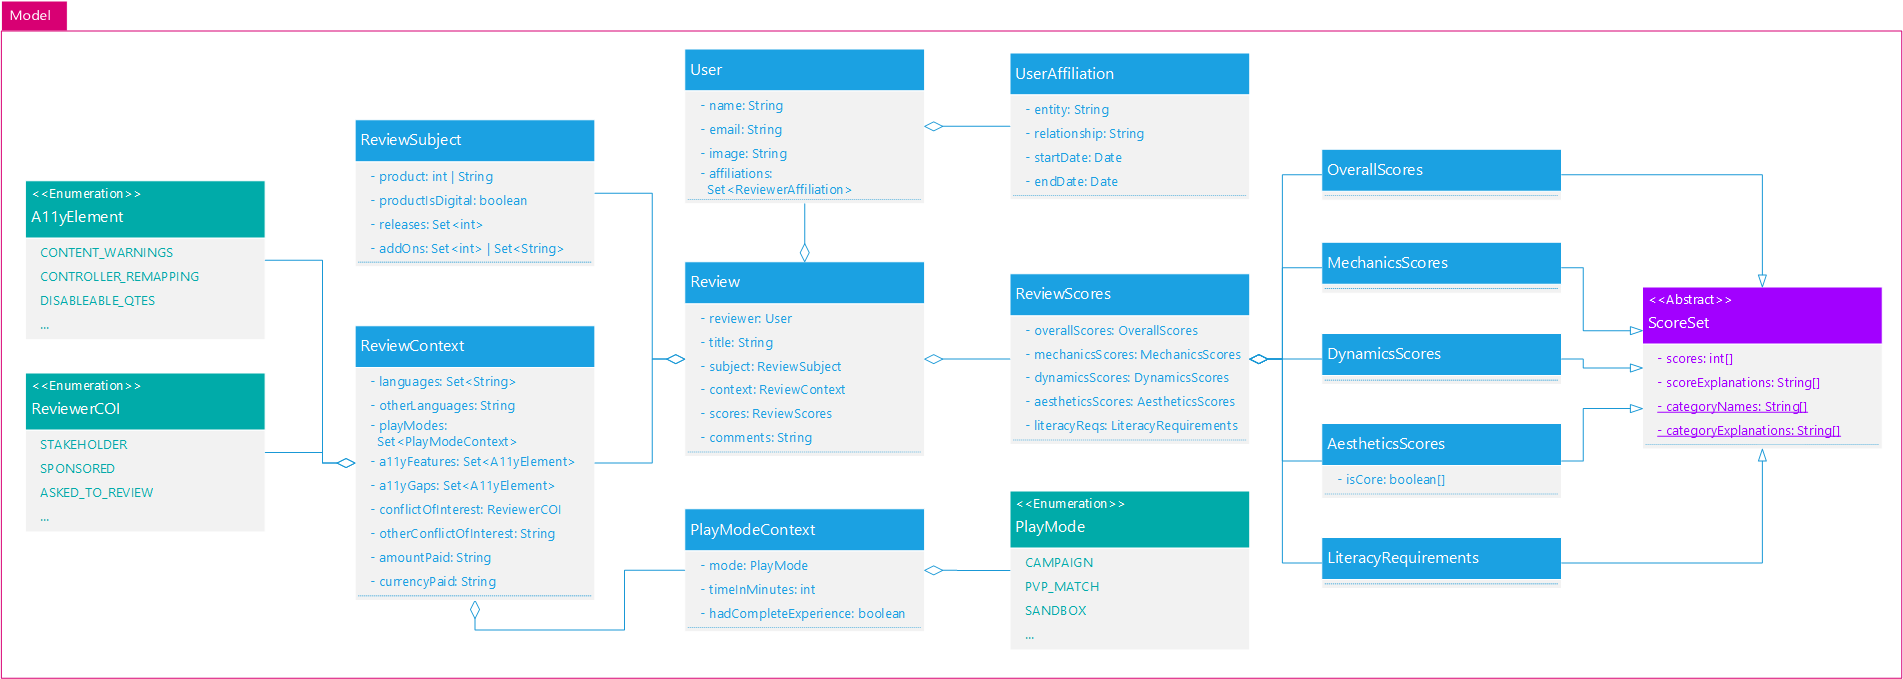 Model
<<Enumeration>>
A11yElement
CONTENT_WARNINGS
CONTROLLER_REMAPPING
DISABLEABLE_QTES
...
<<Enumeration>>
ReviewerCOI
STAKEHOLDER
SPONSORED
ASKED_TO_REVIEW
...
ReviewSubject
- product: int | String
- productIsDigital: boolean
- releases: Set<int>
- addOns: Set<int> | Set<String>
ReviewContext
- languages: Set<String>
- otherLanguages: String
- playModes:
Set<PlayModeContext>
- a11yFeatures: Set<A11yElement>
- a11yGaps: Set<A11yElement>
- conflictOfInterest: ReviewerCOI
- otherConflictOfInterest: String
- amountPaid: String
- currencyPaid: String
User
- name: String
- email: String
- image: String
- affiliations:
Set<ReviewerAffiliation>
Review
- reviewer: User
- title: String
- subject: ReviewSubject
- context: ReviewContext
- scores: ReviewScores
- comments: String
PlayModeContext
- mode: PlayMode
- timeInMinutes: int
- hadCompleteExperience: boolean
UserAffiliation
- entity: String
- relationship: String
- startDate: Date
- endDate: Date
ReviewScores
- overallScores: OverallScores
- mechanicsScores: MechanicsScores
- dynamicsScores: DynamicsScores
- aestheticsScores: AestheticsScores
- literacyReqs: LiteracyRequirements
<<Enumeration>>
PlayMode
CAMPAIGN
PVP_MATCH
SANDBOX
...
OverallScores
MechanicsScores
DynamicsScores
AestheticsScores
- isCore: boolean[]
LiteracyRequirements
<<Abstract>>
ScoreSet
- scores: int[]
- scoreExplanations: String[]
- categoryNames: String[]
- categoryExplanations: String[]